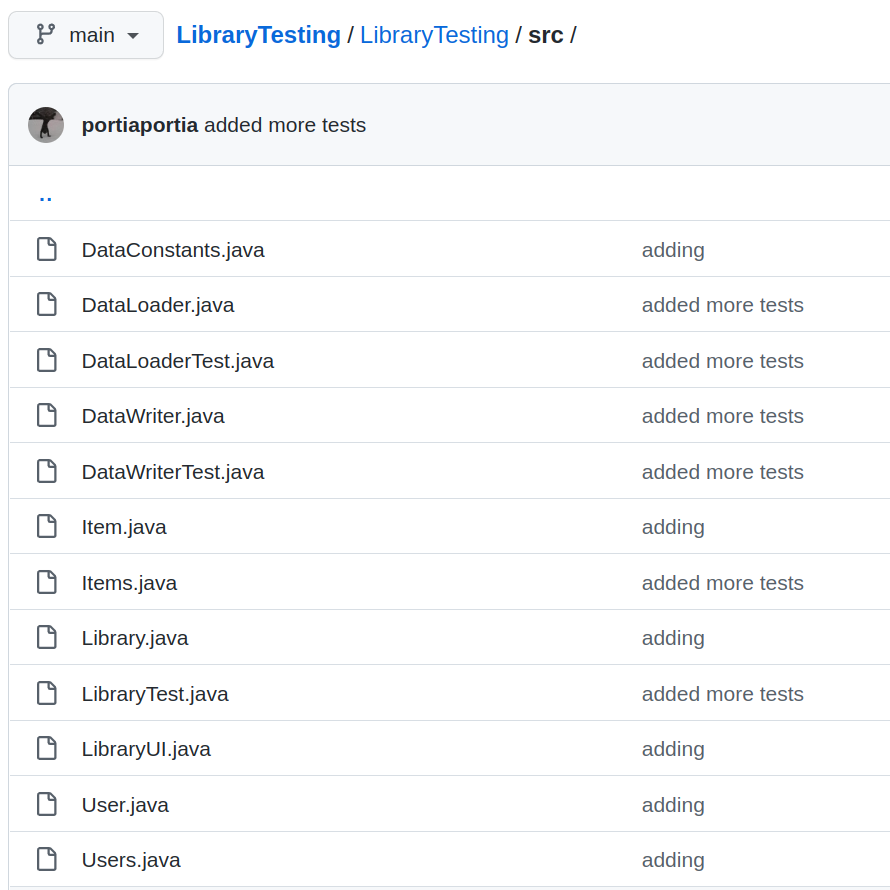 main LibraryTesting / LibraryTesting / src /
portiaportia added more tests
..
DataConstants.java adding
DataLoader.java added more tests
DataLoaderTest.java added more tests
DataWriter.java added more tests
DataWriterTest.java added more tests
Item.java adding
Items.java added more tests
Library.java adding
LibraryTest.java added more tests
LibraryUI.java adding
User.java adding
Users.java adding